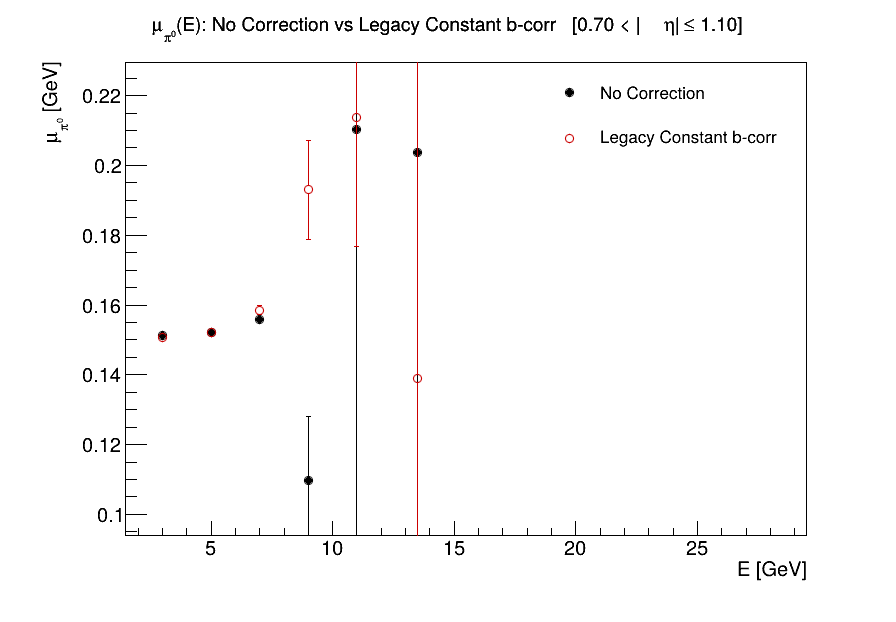 μ_π⁰(E): No Correction vs Legacy Constant b-corr [0.70 < | η| ≤ 1.10]
μ_π⁰ [GeV]
No Correction
Legacy Constant b-corr
0.22
0.2
0.18
0.16
0.14
0.12
0.1
5 10 15 20 25
E [GeV]